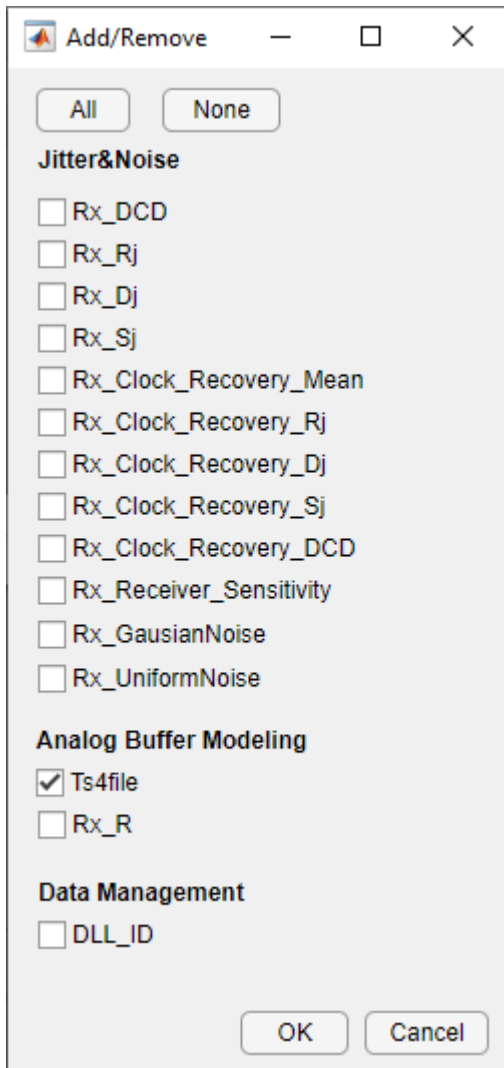 Add/Remove
All None
Jitter&Noise
Rx_DCD
Rx_Rj
Rx_Dj
Rx_Sj
Rx_Clock_Recovery_Mean
Rx_Clock_Recovery_Rj
Rx_Clock_Recovery_Dj
Rx_Clock_Recovery_Sj
Rx_Clock_Recovery_DCD
Rx_Receiver_Sensitivity
Rx_GausianNoise
Rx_UniformNoise
Analog Buffer Modeling
Ts4file
Rx_R
Data Management
DLL_ID
OK Cancel